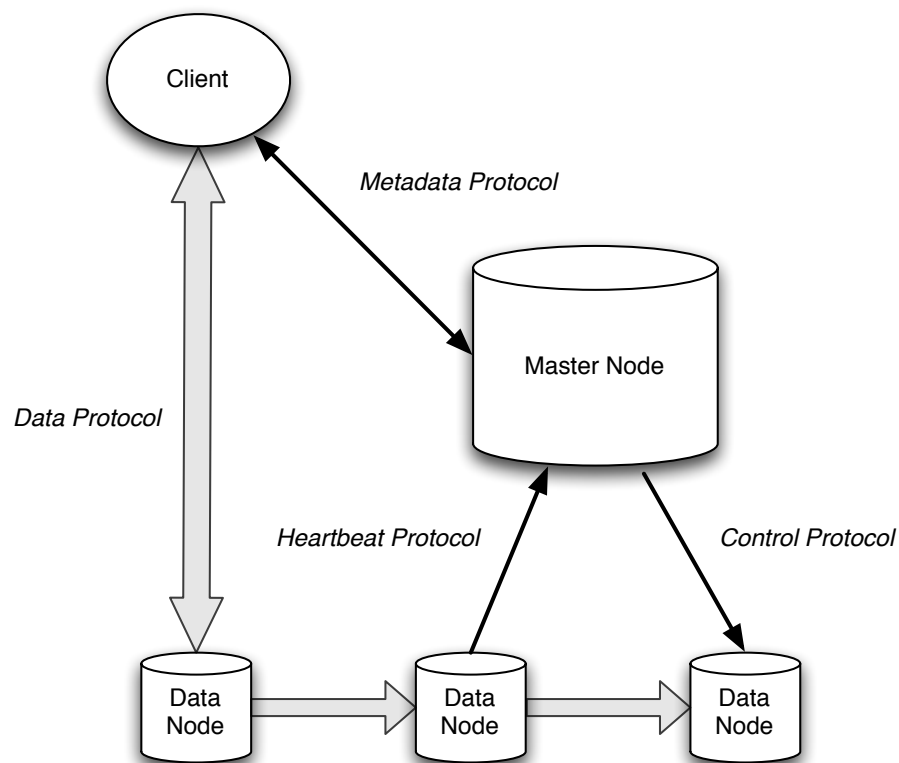 Client
Metadata Protocol
Master Node
Data Protocol
Heartbeat Protocol
Control Protocol
Data
Node
Data
Node
Data
Node